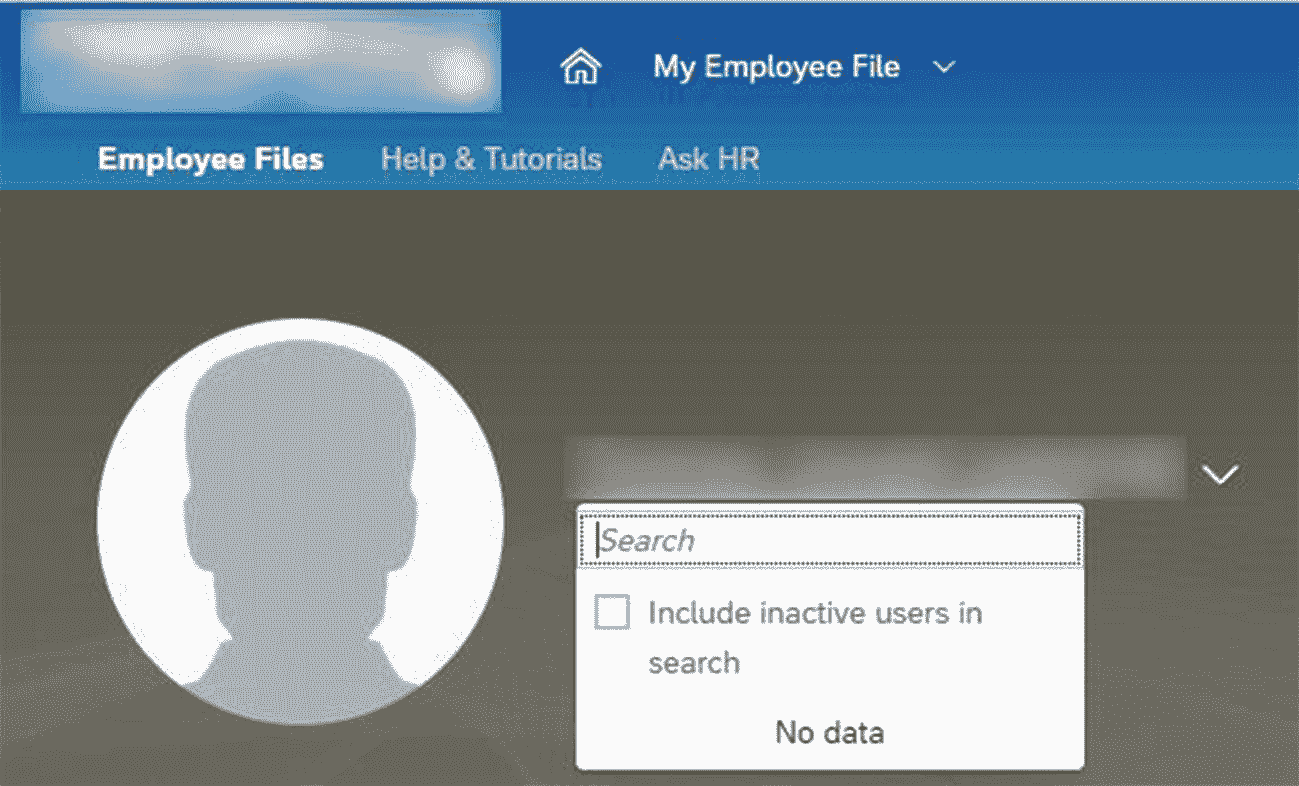 My Employee File
Employee Files Help & Tutorials Ask HR
Search
Include inactive users in
search
No data